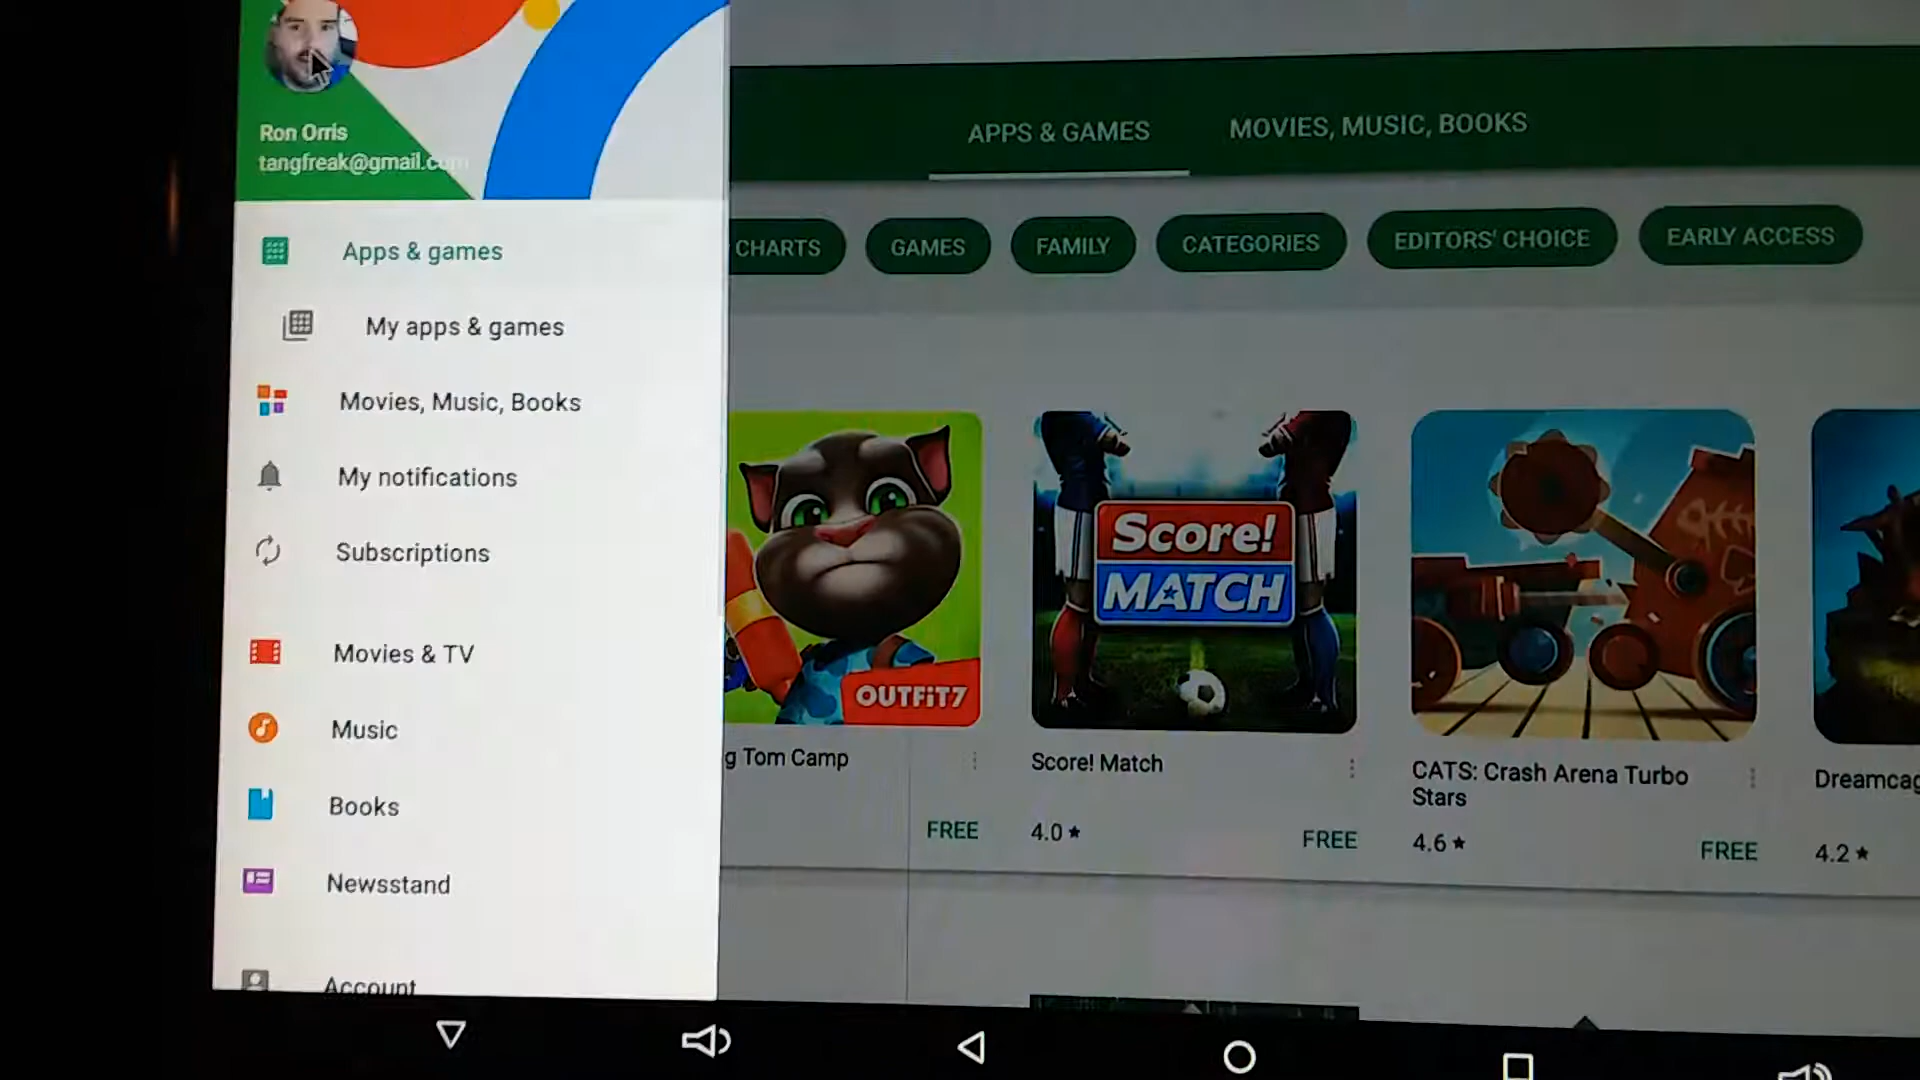 Ron Orris
tangfreak@gmail.com
Apps & games
My apps & games
Movies, Music, Books
My notifications
Subscriptions
Movies & TV
Music
Books
Newsstand
Account
APPS & GAMES
MOVIES, MUSIC, BOOKS
CHARTS
GAMES
FAMILY
CATEGORIES
EDITORS' CHOICE
EARLY ACCESS
OUTFIT7
g Tom Camp
FREE
Score!
MATCH
Score! Match
4.0 ★
FREE
CATS: Crash Arena Turbo
Stars
4.6 ★
FREE
Dreamcag
4.2 ★